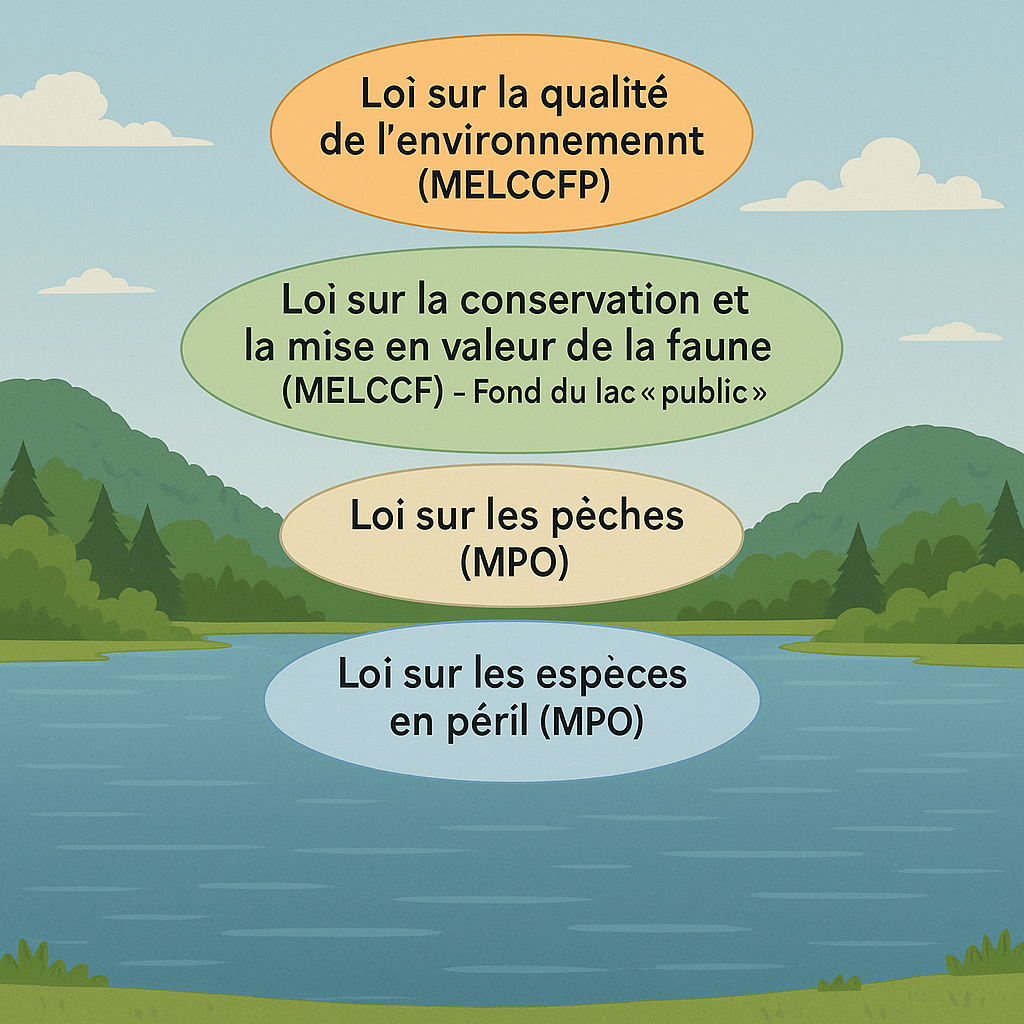 Loi sur la qualité
de l'environnemennt
(MELCCFP)
Loi sur la conservation et
la mise en valeur de la faune
(MELCCF) – Fond du lac « public »
Loi sur les pèches
(MPO)
Loi sur les espèces
en péril (MPO)